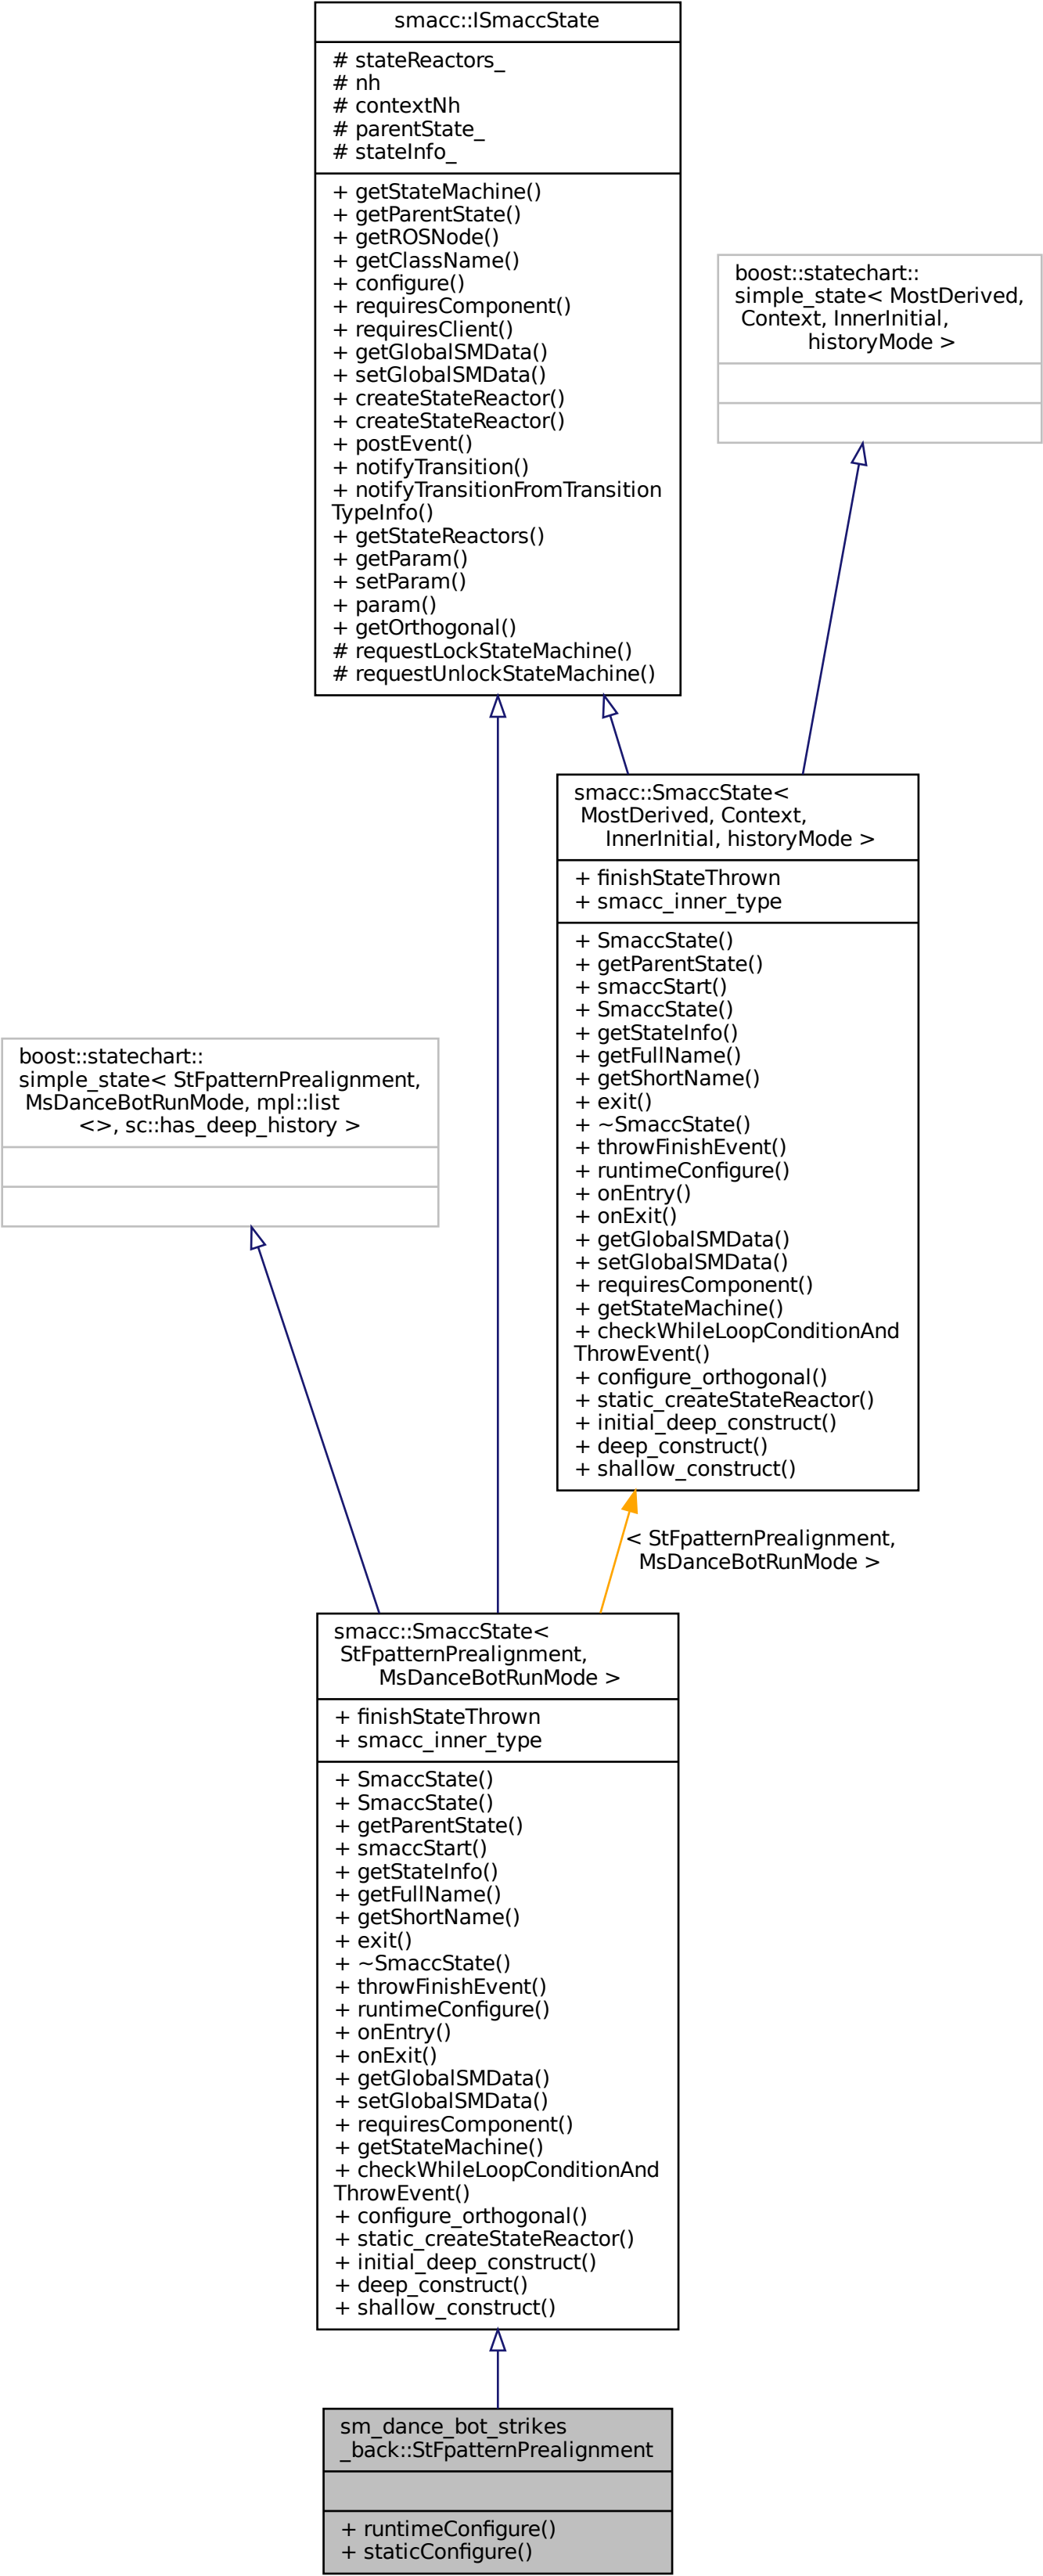 smacc::ISmaccState
# stateReactors_
# nh
# contextNh
# parentState_
# stateInfo_
+ getStateMachine()
+ getParentState()
+ getROSNode()
+ getClassName()
+ configure()
+ requiresComponent()
+ requiresClient()
+ getGlobalSMData()
+ setGlobalSMData()
+ createStateReactor()
+ createStateReactor()
+ postEvent()
+ notifyTransition()
+ notifyTransitionFromTransition
TypeInfo()
+ getStateReactors()
+ getParam()
+ setParam()
+ param()
+ getOrthogonal()
# requestLockStateMachine()
# requestUnlockStateMachine()
boost::statechart::
simple_state< MostDerived,
Context, InnerInitial,
historyMode >
smacc::SmaccState<
MostDerived, Context,
InnerInitial, historyMode >
+ finishStateThrown
+ smacc_inner_type
+ SmaccState()
+ getParentState()
+ smaccStart()
+ SmaccState()
+ getStateInfo()
+ getFullName()
+ getShortName()
+ exit()
+ ~SmaccState()
+ throwFinishEvent()
+ runtimeConfigure()
+ onEntry()
+ onExit()
+ getGlobalSMData()
+ setGlobalSMData()
+ requiresComponent()
+ getStateMachine()
+ checkWhileLoopConditionAnd
ThrowEvent()
+ configure_orthogonal()
+ static_createStateReactor()
+ initial_deep_construct()
+ deep_construct()
+ shallow_construct()
boost::statechart::
simple_state< StFpatternPrealignment,
MsDanceBotRunMode, mpl::list
<>, sc::has_deep_history >
< StFpatternPrealignment,
MsDanceBotRunMode >
smacc::SmaccState<
StFpatternPrealignment,
MsDanceBotRunMode >
+ finishStateThrown
+ smacc_inner_type
+ SmaccState()
+ SmaccState()
+ getParentState()
+ smaccStart()
+ getStateInfo()
+ getFullName()
+ getShortName()
+ exit()
+ ~SmaccState()
+ throwFinishEvent()
+ runtimeConfigure()
+ onEntry()
+ onExit()
+ getGlobalSMData()
+ setGlobalSMData()
+ requiresComponent()
+ getStateMachine()
+ checkWhileLoopConditionAnd
ThrowEvent()
+ configure_orthogonal()
+ static_createStateReactor()
+ initial_deep_construct()
+ deep_construct()
+ shallow_construct()
sm_dance_bot_strikes
_back::StFpatternPrealignment
+ runtimeConfigure()
+ staticConfigure()